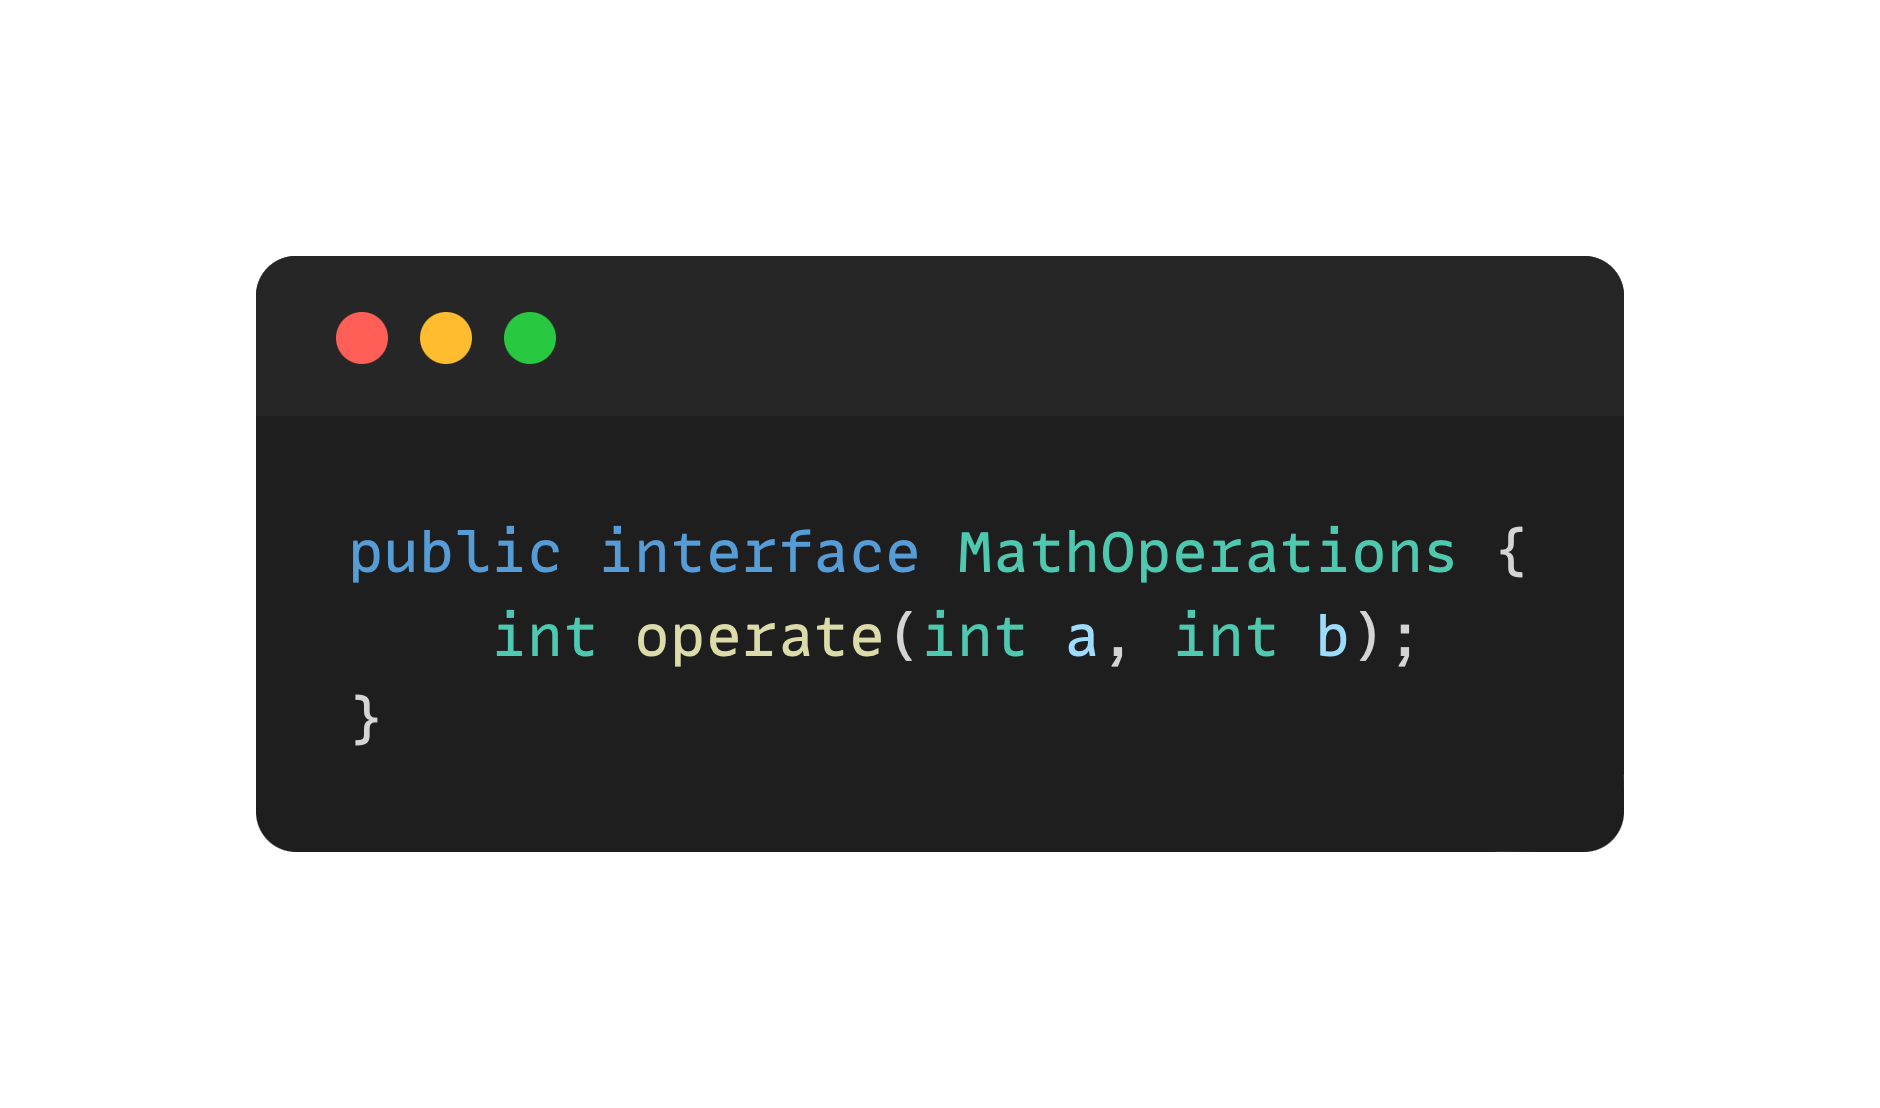 public interface MathOperations {
    int operate(int a, int b);
}